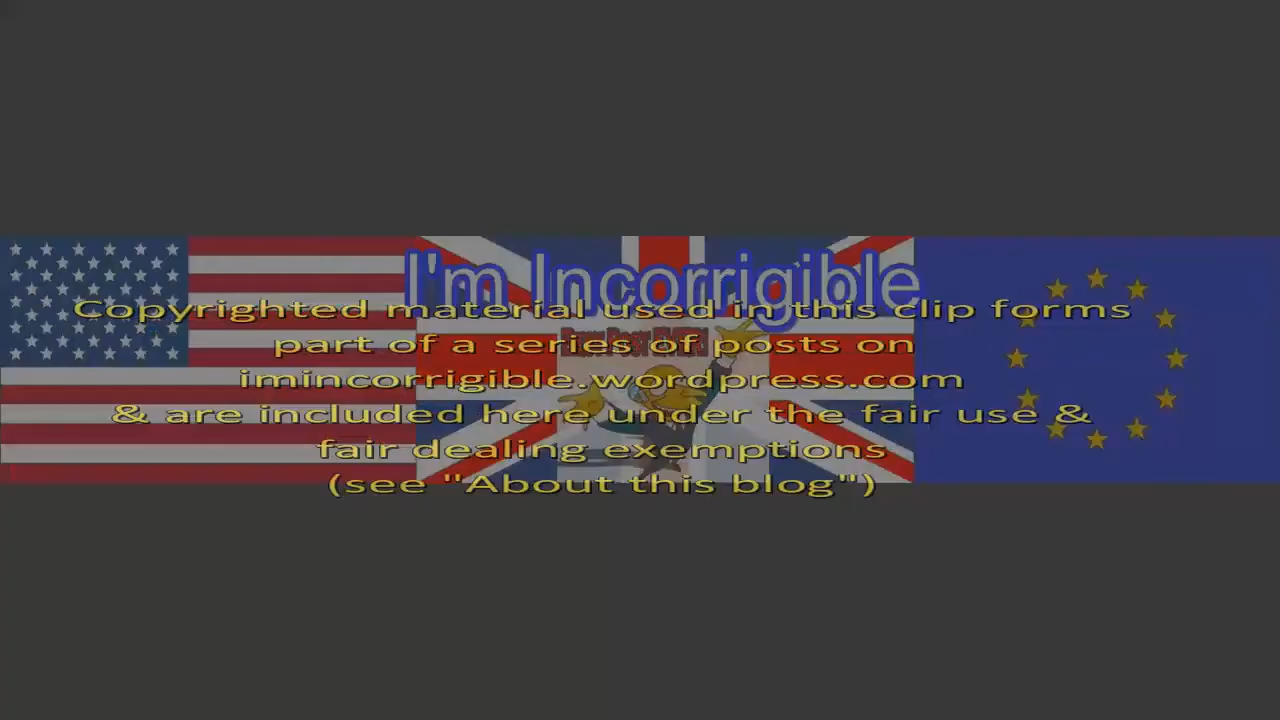 I'm Incorrigible
Copyrighted material used in this clip forms
part of a series of posts on
imincorrigible.wordpress.com
& are included here under the fair use &
fair dealing exemptions
(see "About this blog")